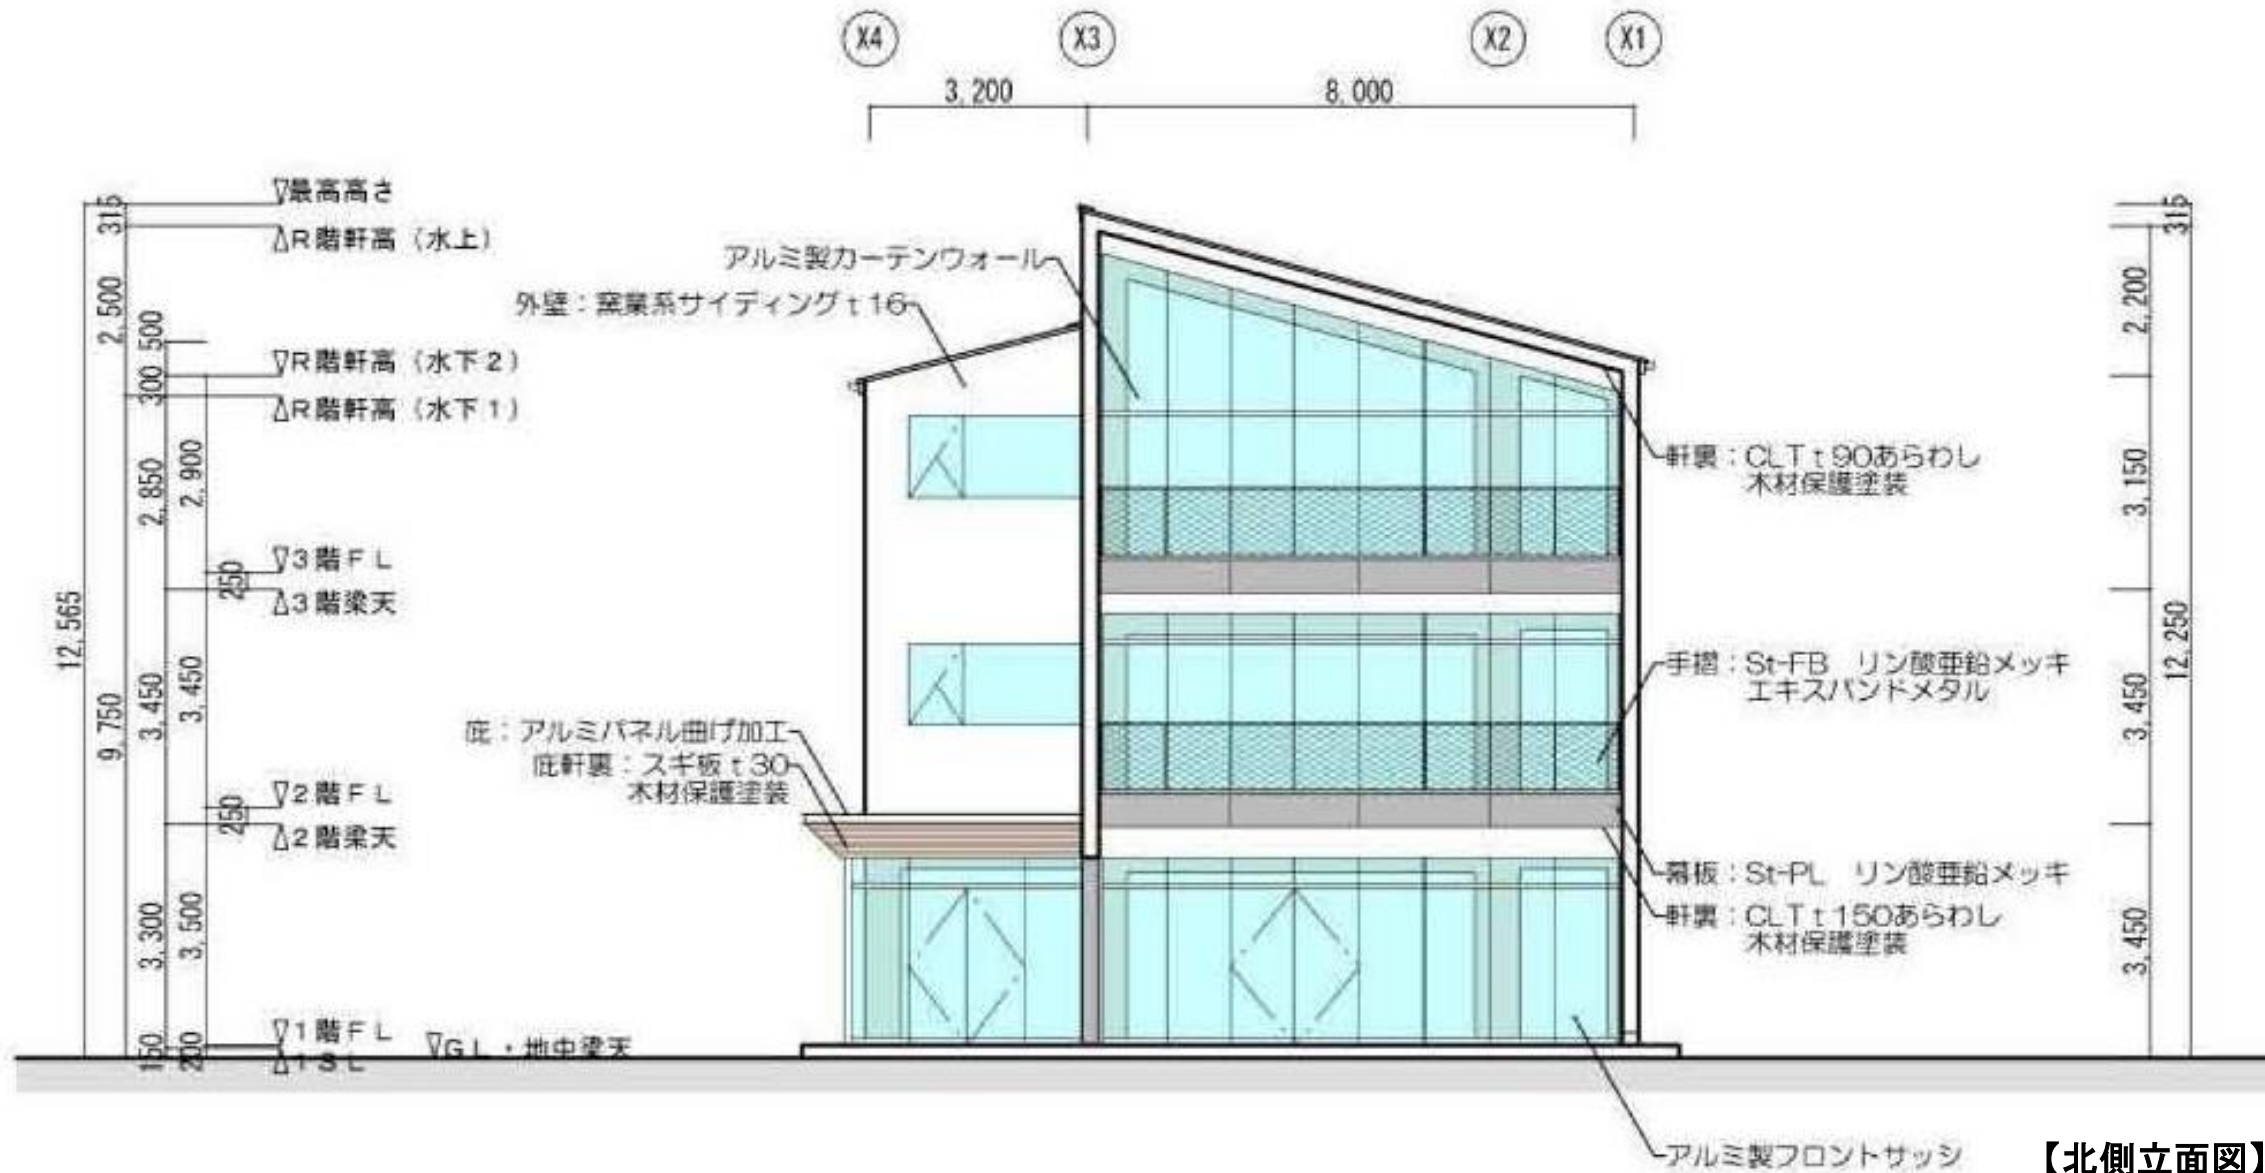 X4
X3
X2
X1
3,200
8,000
▽最高高さ
△R階軒高（水上）
▽R階軒高（水下２）
△R階軒高（水下１）
▽3階ＦＬ
△3階梁天
▽2階ＦＬ
△2階梁天
▽1階ＦＬ
△1ＳＬ
▽ＧＬ・地中梁天
12,565
315
2,500
9,750
500
300
2,850
3,450
3,300
150
2,900
250
3,450
250
3,500
200
アルミ製カーテンウォール
外壁：窯業系サイディングｔ16
庇：アルミパネル曲げ加工
庇軒裏：スギ板ｔ30
木材保護塗装
軒裏：CLTｔ90あらわし
木材保護塗装
手摺：St-FB　リン酸亜鉛メッキ
エキスパンドメタル
幕板：St-PL　リン酸亜鉛メッキ
軒裏：CLTｔ150あらわし
木材保護塗装
アルミ製フロントサッシ
315
2,200
3,150
3,450
3,450
12,250
【北側立面図】